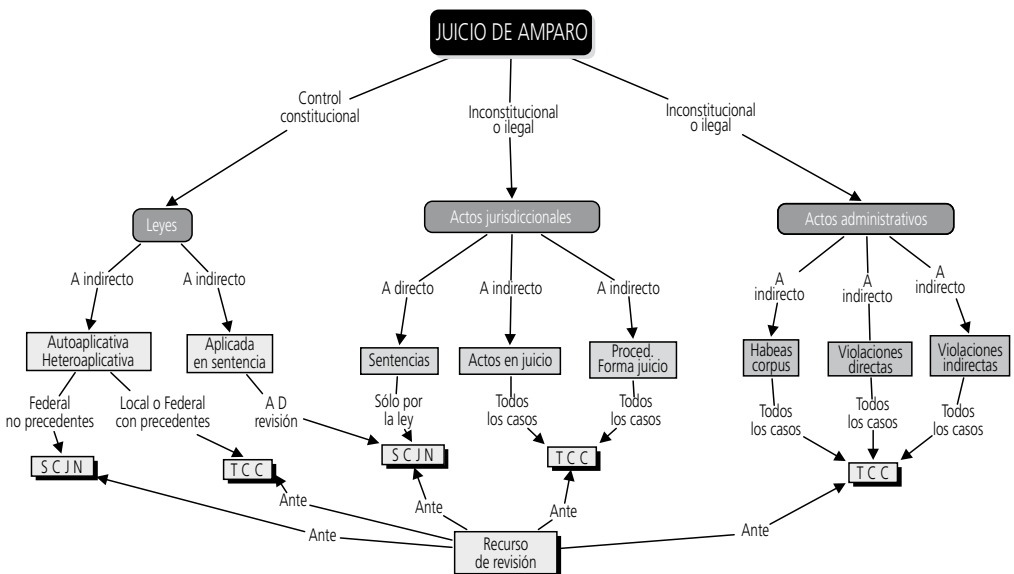 JUICIO DE AMPARO
Control
constitucional
Inconstitucional
o ilegal
Inconstitucional
o ilegal
Leyes
Actos jurisdiccionales
Actos administrativos
A indirecto
A indirecto
A directo
A indirecto
A indirecto
A
indirecto
A
indirecto
A
indirecto
Autoaplicativa
Heteroaplicativa
Aplicada
en sentencia
Sentencias
Actos en juicio
Proced.
Forma juicio
Habeas
corpus
Violaciones
directas
Violaciones
indirectas
Federal
no precedentes
Local o Federal
con precedentes
A D
revisión
Sólo por
la ley
Todos
los casos
Todos
los casos
Todos
los casos
Todos
los casos
Todos
los casos
S C J N
T C C
S C J N
T C C
T C C
Ante
Ante
Ante
Ante
Ante
Recurso
de revisión